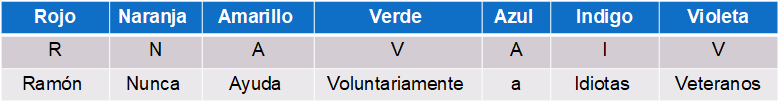 Rojo Naranja Amarillo Verde Azul Indigo Violeta
R N A V A I V
Ramón Nunca Ayuda Voluntariamente a Idiotas Veteranos